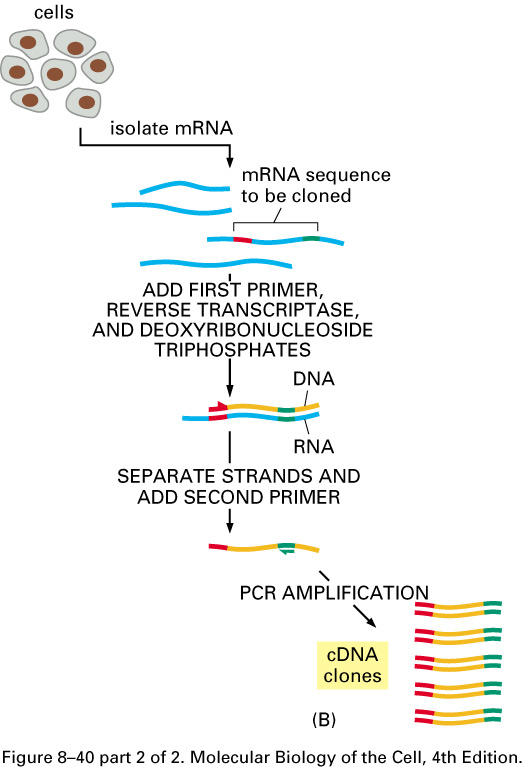 cells
isolate mRNA
mRNA sequence
to be cloned
ADD FIRST PRIMER,
REVERSE TRANSCRIPTASE,
AND DEOXYRIBONUCLEOSIDE
TRIPHOSPHATES
DNA
RNA
SEPARATE STRANDS AND
ADD SECOND PRIMER
PCR AMPLIFICATION
cDNA
clones
(B)
Figure 8–40 part 2 of 2. Molecular Biology of the Cell, 4th Edition.